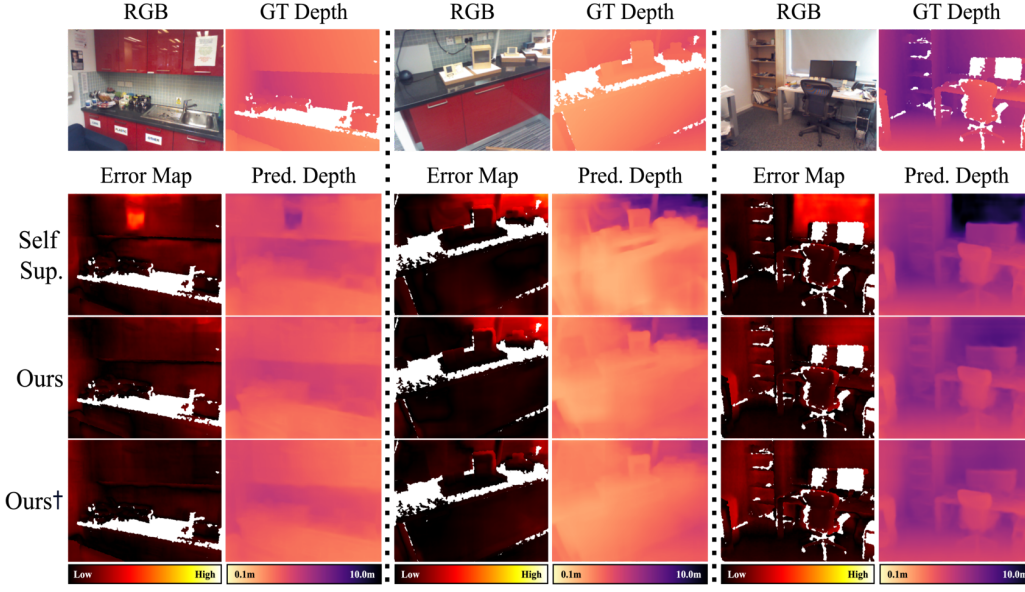 RGB GT Depth RGB GT Depth RGB GT Depth
Error Map Pred. Depth Error Map Pred. Depth Error Map Pred. Depth
Self
Sup.
Ours
Ours†
Low High 0.1m 10.0m Low High 0.1m 10.0m Low High 0.1m 10.0m